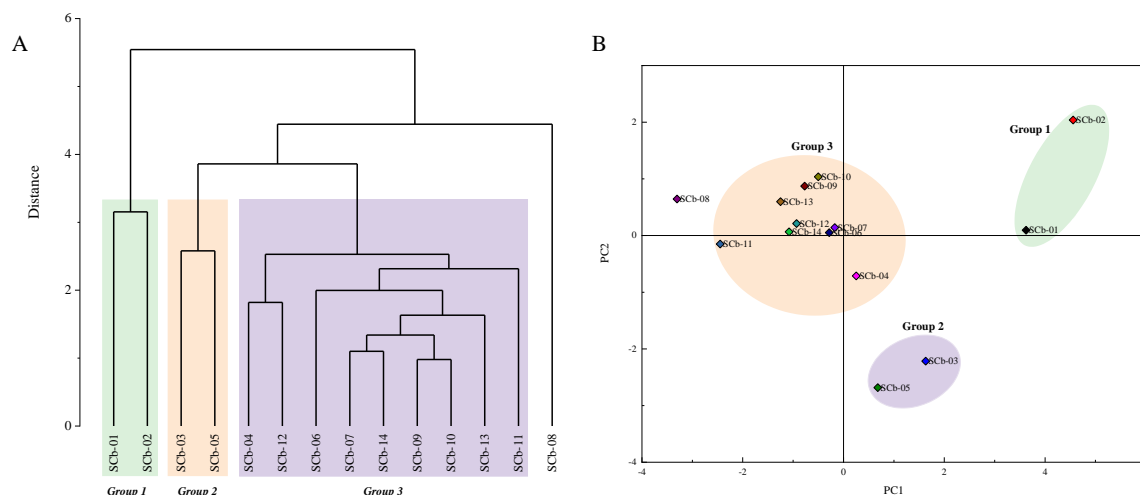 A
Distance
6
4
2
0
SCb-01
SCb-02
SCb-03
SCb-05
SCb-04
SCb-12
SCb-06
SCb-07
SCb-14
SCb-09
SCb-10
SCb-13
SCb-11
SCb-08
Group 1
Group 2
Group 3
B
PC2
2
0
-2
-4
SCb-02
Group 1
Group 3
SCb-10
SCb-09
SCb-08
SCb-13
SCb-12
SCb-07
SCb-14
SCb-06
SCb-01
SCb-11
SCb-04
Group 2
SCb-03
SCb-05
-4
-2
0
2
4
PC1